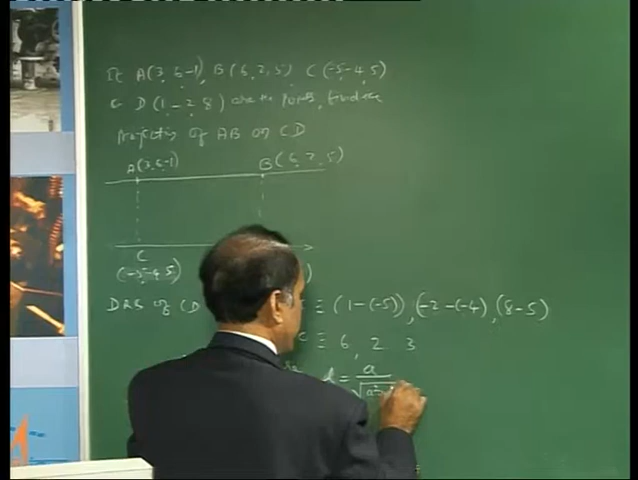 If A(3, 6 -1), B(6, 2, 5) C(-5 -4, 5)
& D(1 -2 8) are the points, find the
Projection of AB on CD
A(3, 6 -1) B(6, 2, 5)
C
(-5 -4 5) )
DRS of CD ≡ (1-(-5)), (-2-(-4), (8-5)
≡ 6, 2 3
= a
√a²